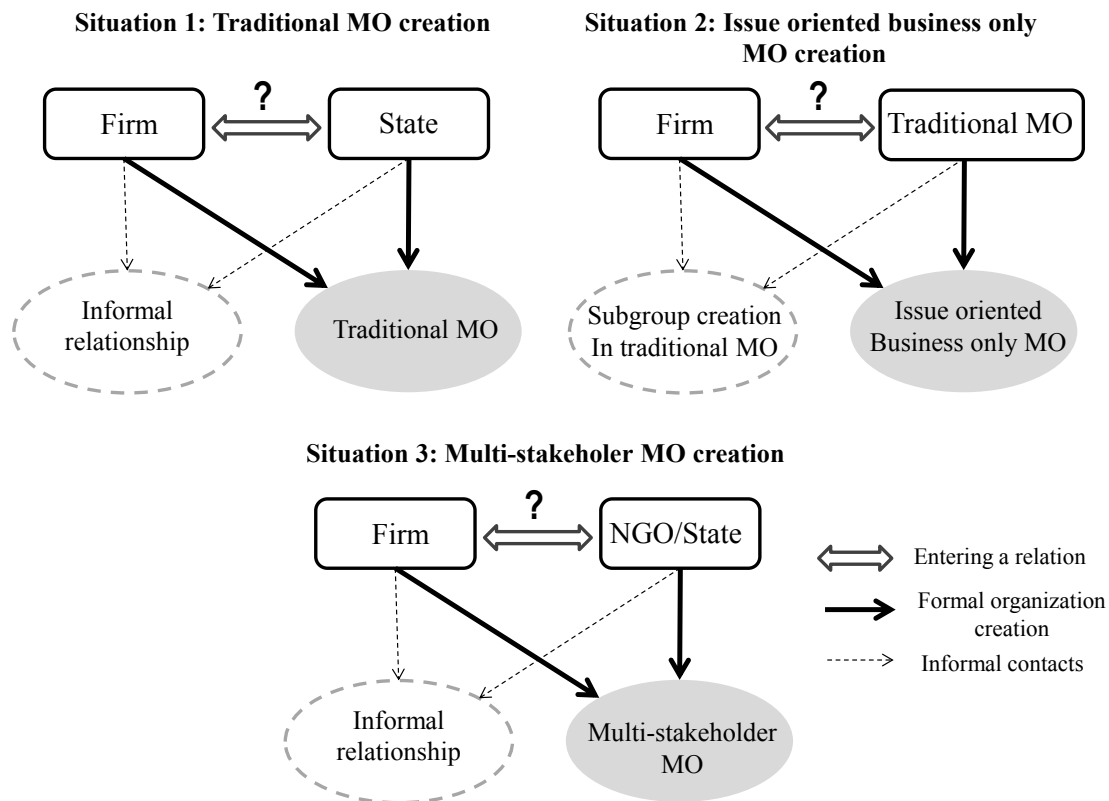 Situation 1: Traditional MO creation
?
Firm
State
Informal
relationship
Traditional MO
Situation 2: Issue oriented business only
MO creation
?
Firm
Traditional MO
Subgroup creation
In traditional MO
Issue oriented
Business only MO
Situation 3: Multi-stakeholer MO creation
?
Firm
NGO/State
Informal
relationship
Multi-stakeholder
MO
Entering a relation
Formal organization
creation
Informal contacts